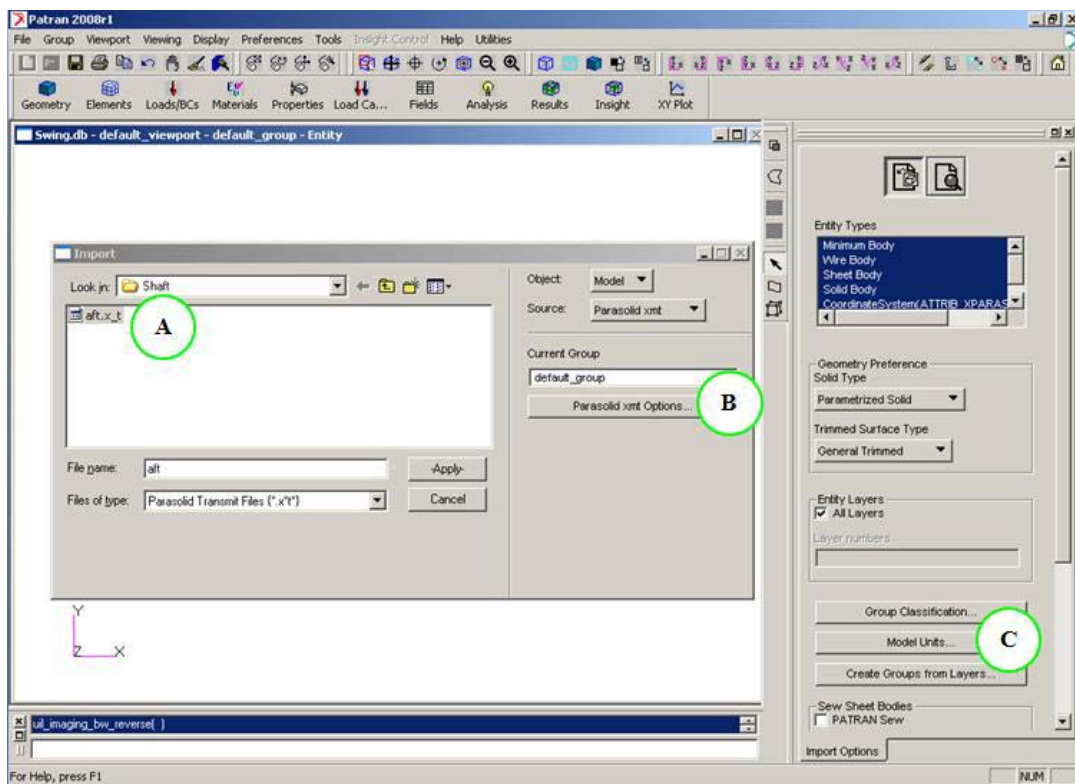 Patran 2008r1
File Group Viewport Viewing Display Preferences Tools Insight Control Help Utilities
Geometry Elements Loads/BCs Materials Properties Load Ca... Fields Analysis Results Insight XY Plot
Swing.db - default_viewport - default_group - Entity
Import
Look in: Shaft
aft.x_t
A
File name: aft
-Apply-
Files of type: Parasolid Transmit Files (*.x*t*)
Cancel
Object: Model
Source: Parasolid xmt
Current Group
default_group
Parasolid xmt Options...
B
Y
Z X
Entity Types
Minimum Body
Wire Body
Sheet Body
Solid Body
CoordinateSystem(ATTRIB_XPARAS
Geometry Preference
Solid Type
Parametrized Solid
Trimmed Surface Type
General Trimmed
Entity Layers
All Layers
Layer numbers
Group Classification...
Model Units...
C
Create Groups from Layers...
Sew Sheet Bodies
PATRAN Sew
Import Options
uil_imaging_bw_reverse( )
For Help, press F1
NUM